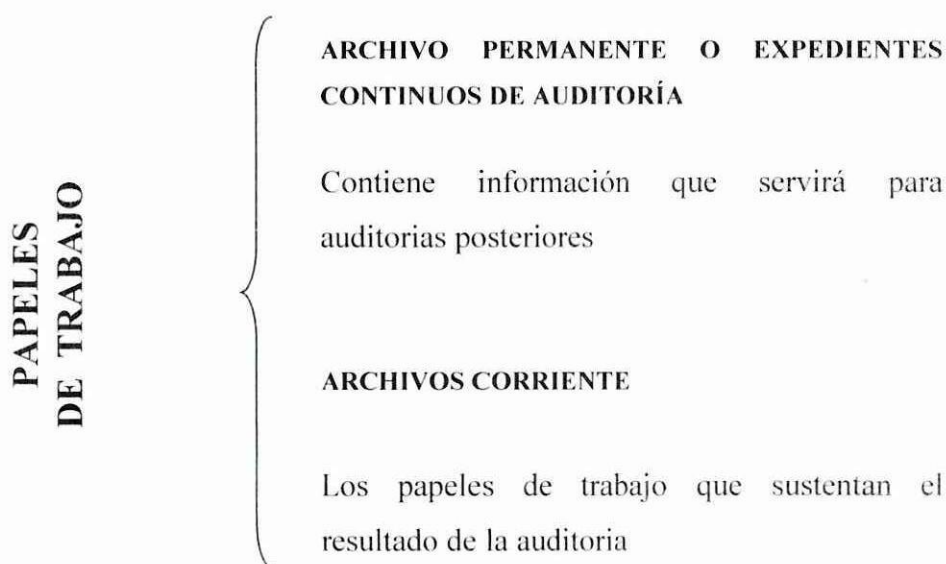 PAPELES
DE TRABAJO
ARCHIVO PERMANENTE O EXPEDIENTES
CONTINUOS DE AUDITORÍA
Contiene información que servirá para
auditorias posteriores
ARCHIVOS CORRIENTE
Los papeles de trabajo que sustentan el
resultado de la auditoria